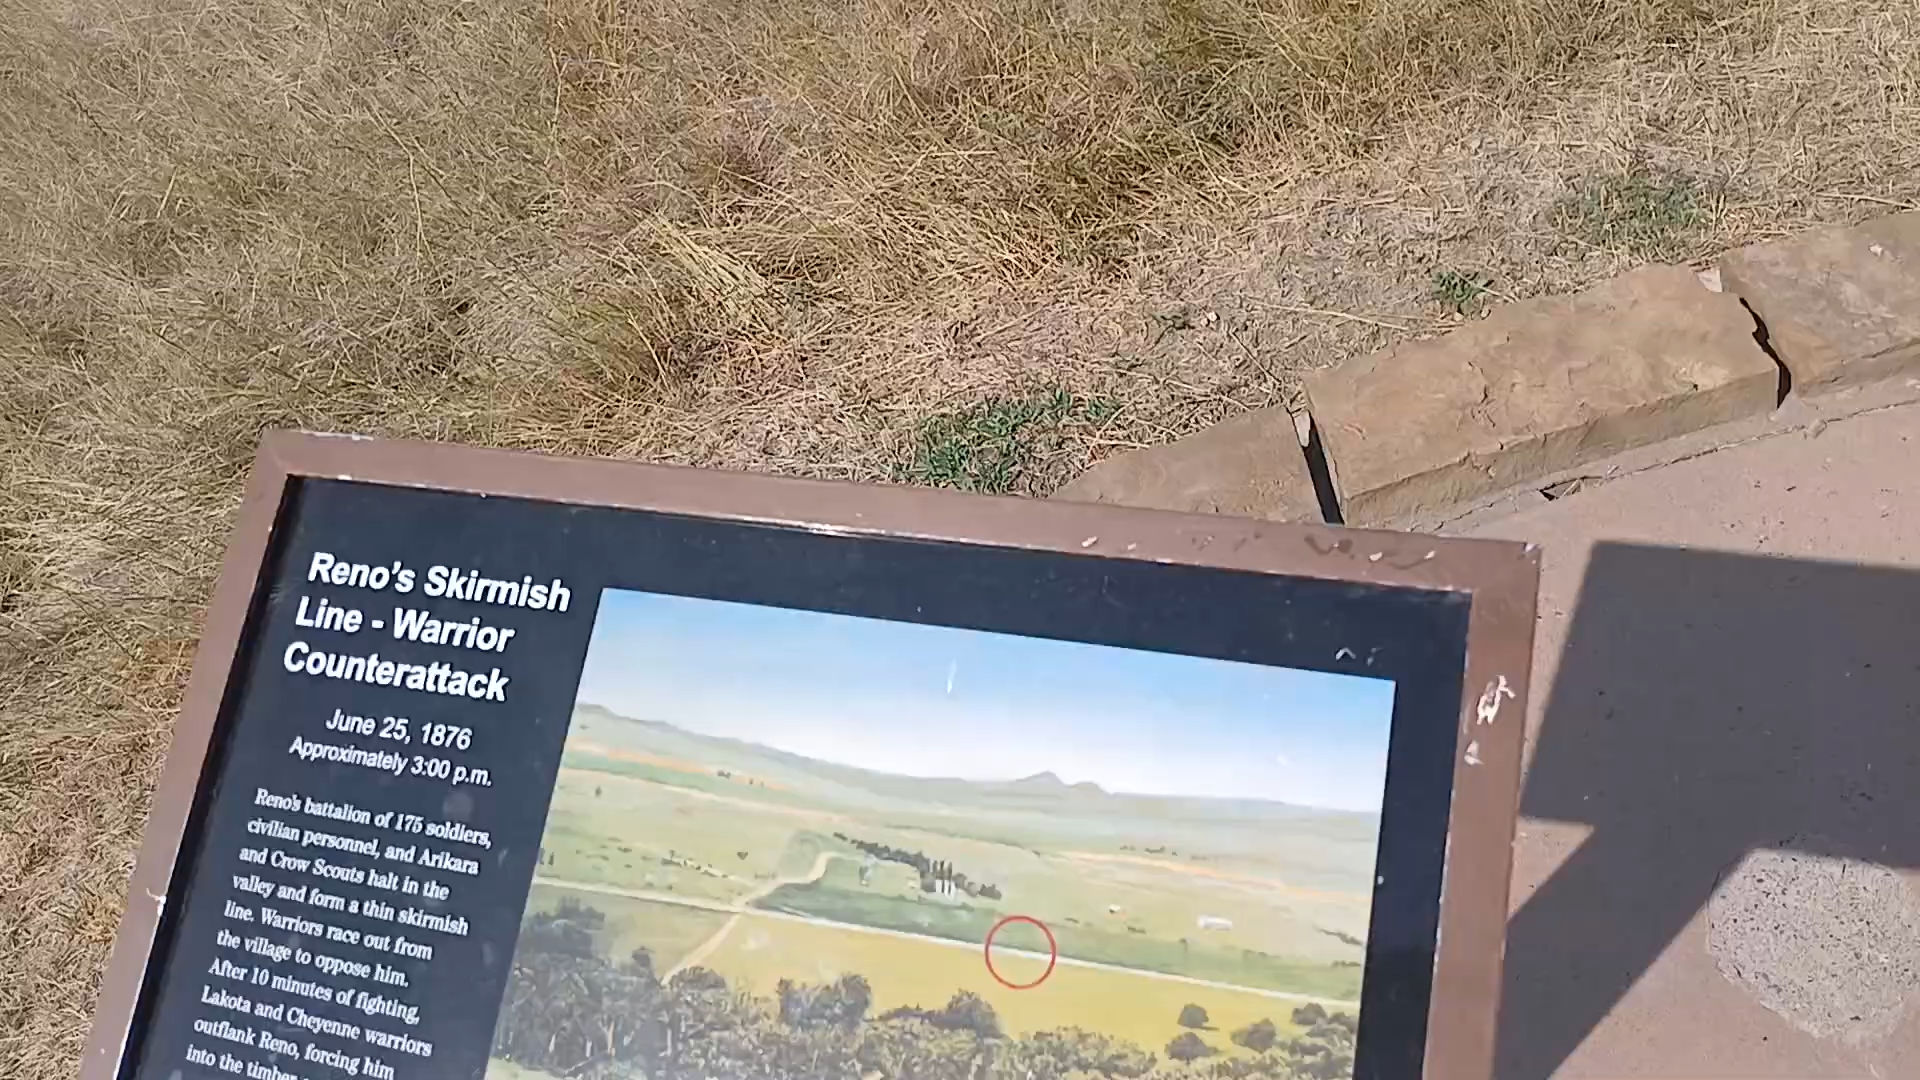 Reno's Skirmish
Line - Warrior
Counterattack
June 25, 1876
Approximately 3:00 p.m.
Reno's battalion of 175 soldiers,
civilian personnel, and Arikara
and Crow Scouts halt in the
valley and form a thin skirmish
line. Warriors race out from
the village to oppose him.
After 10 minutes of fighting,
Lakota and Cheyenne warriors
outflank Reno, forcing him
into the timber